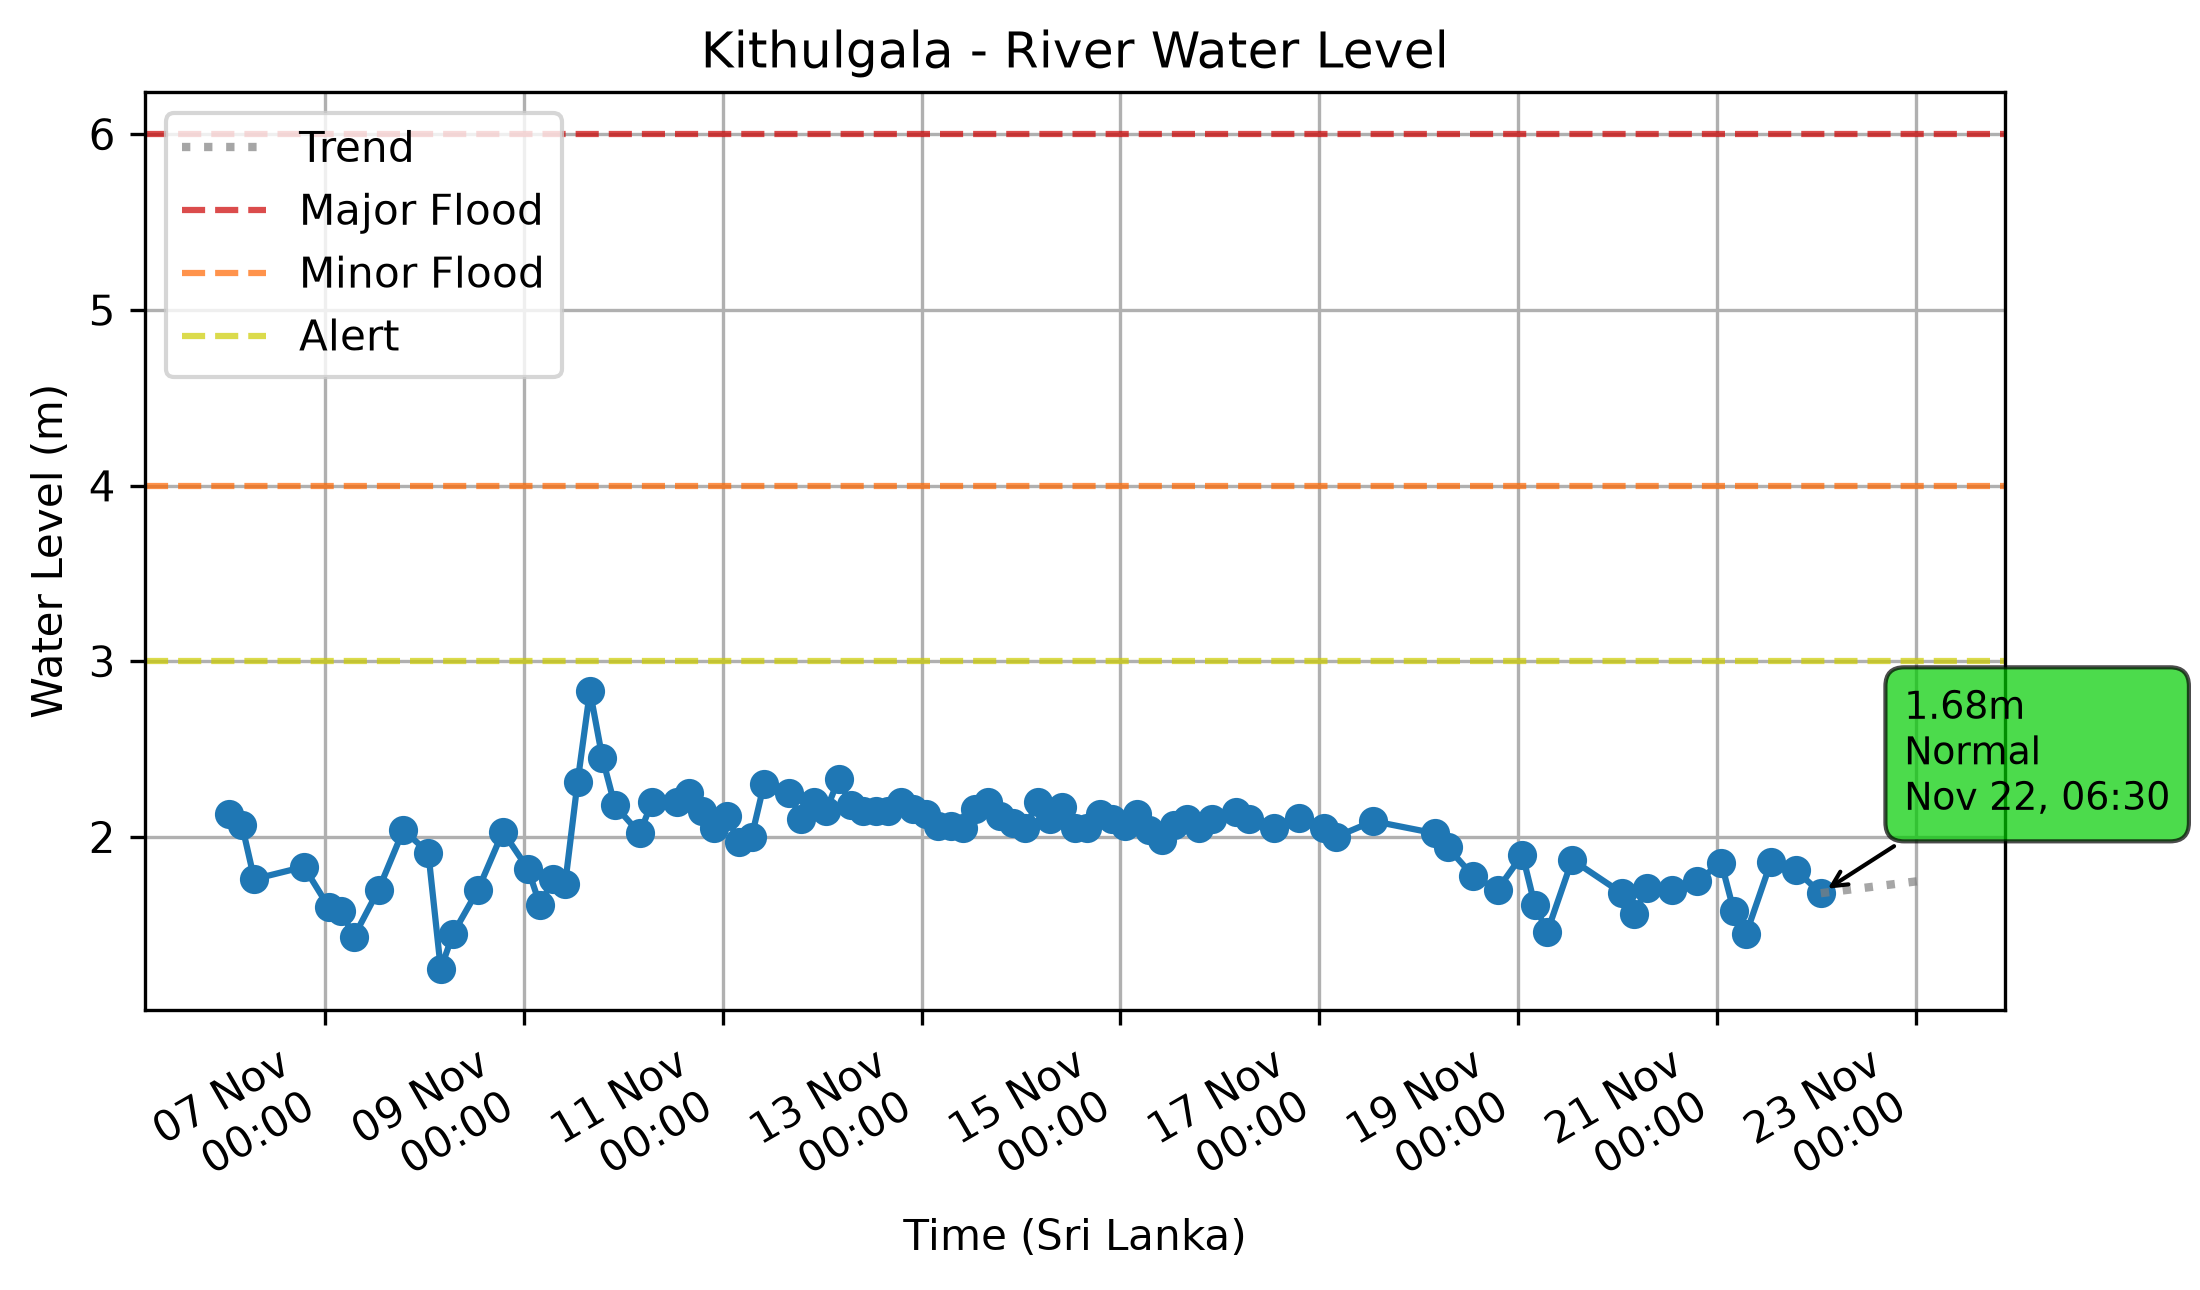 Kithulgala - River Water Level
Trend
Major Flood
Minor Flood
Alert
Water Level (m)
6
5
4
3
2
1.68m
Normal
Nov 22, 06:30
07 Nov
00:00
09 Nov
00:00
11 Nov
00:00
13 Nov
00:00
15 Nov
00:00
17 Nov
00:00
19 Nov
00:00
21 Nov
00:00
23 Nov
00:00
Time (Sri Lanka)